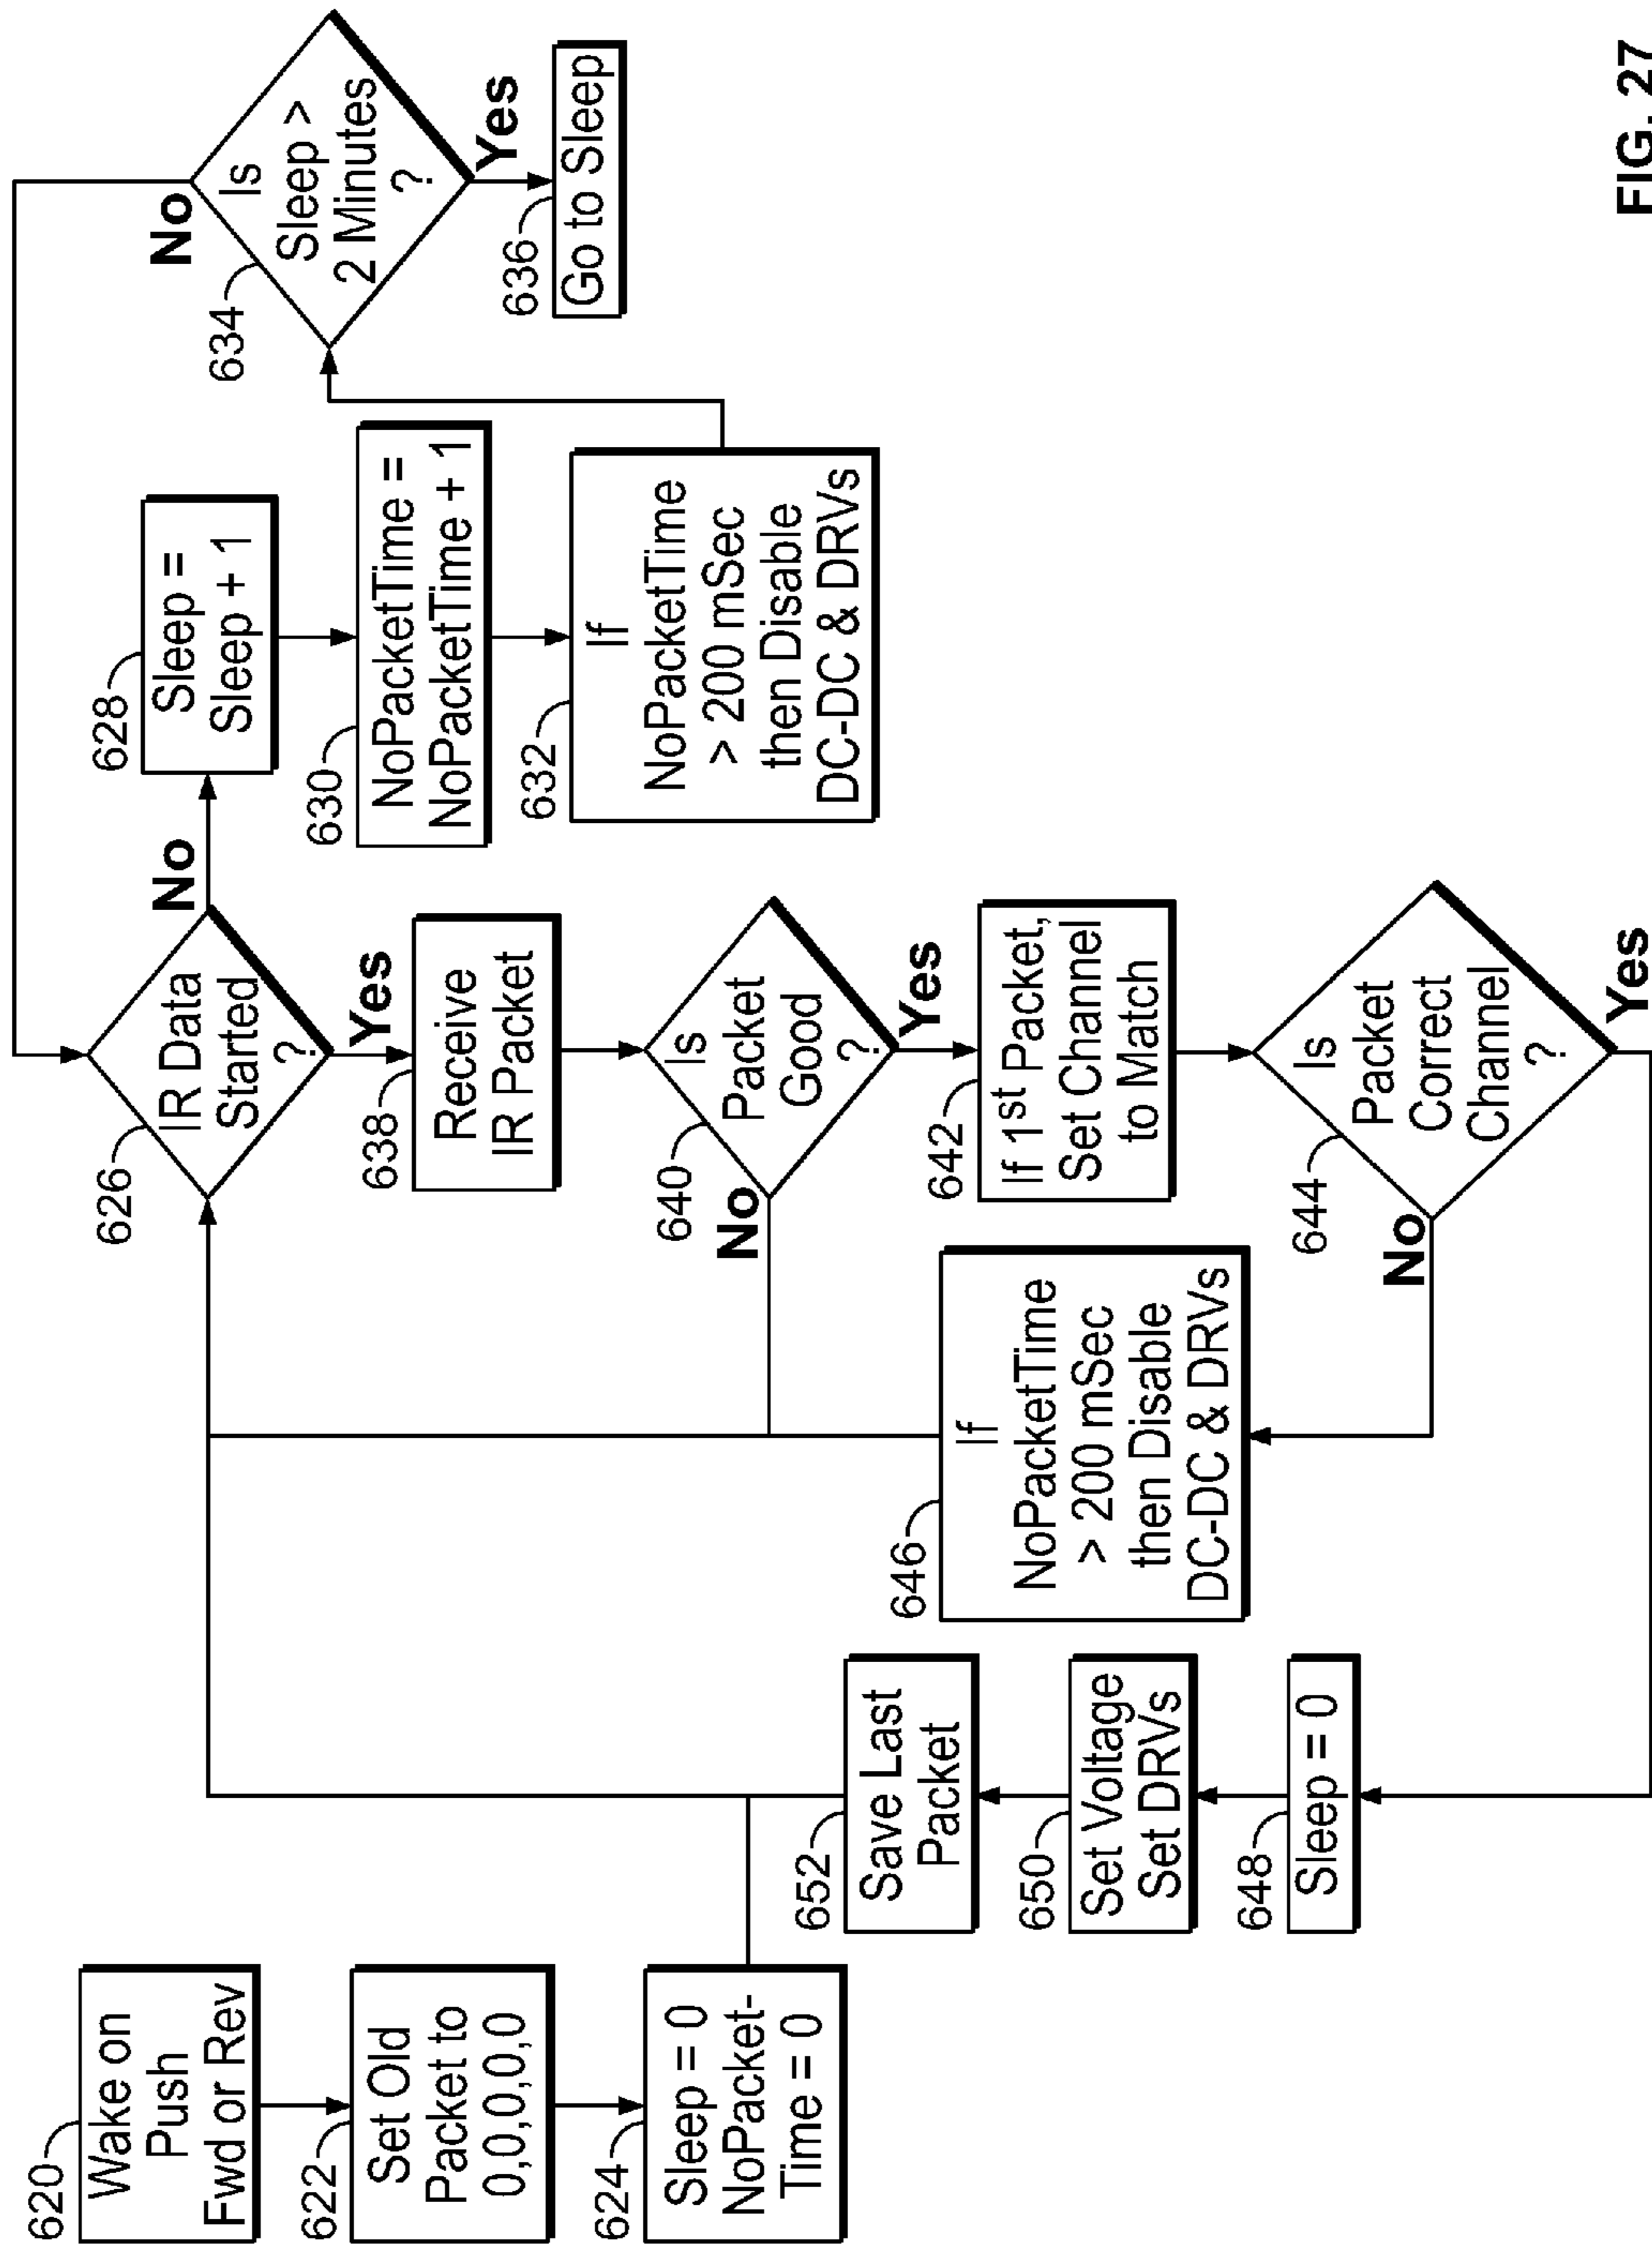 620
Wake on
Push
Fwd or Rev
622
Set Old
Packet to
0,0,0,0,0,0
624
Sleep = 0
NoPacket-
Time = 0
626
IR Data
Started
?
No
Yes
628
Sleep =
Sleep + 1
630
NoPacketTime =
NoPacketTime + 1
632
If
NoPacketTime
> 200 mSec
then Disable
DC-DC & DRVs
634
Is
Sleep >
2 Minutes
?
No
Yes
636
Go to Sleep
638
Receive
IR Packet
640
Is
Packet
Good
?
No
Yes
642
If 1st Packet,
Set Channel
to Match
644
Is
Packet
Correct
Channel
?
No
Yes
646
If
NoPacketTime
> 200 mSec
then Disable
DC-DC & DRVs
648
Sleep = 0
650
Set Voltage
Set DRVs
652
Save Last
Packet
FIG. 27